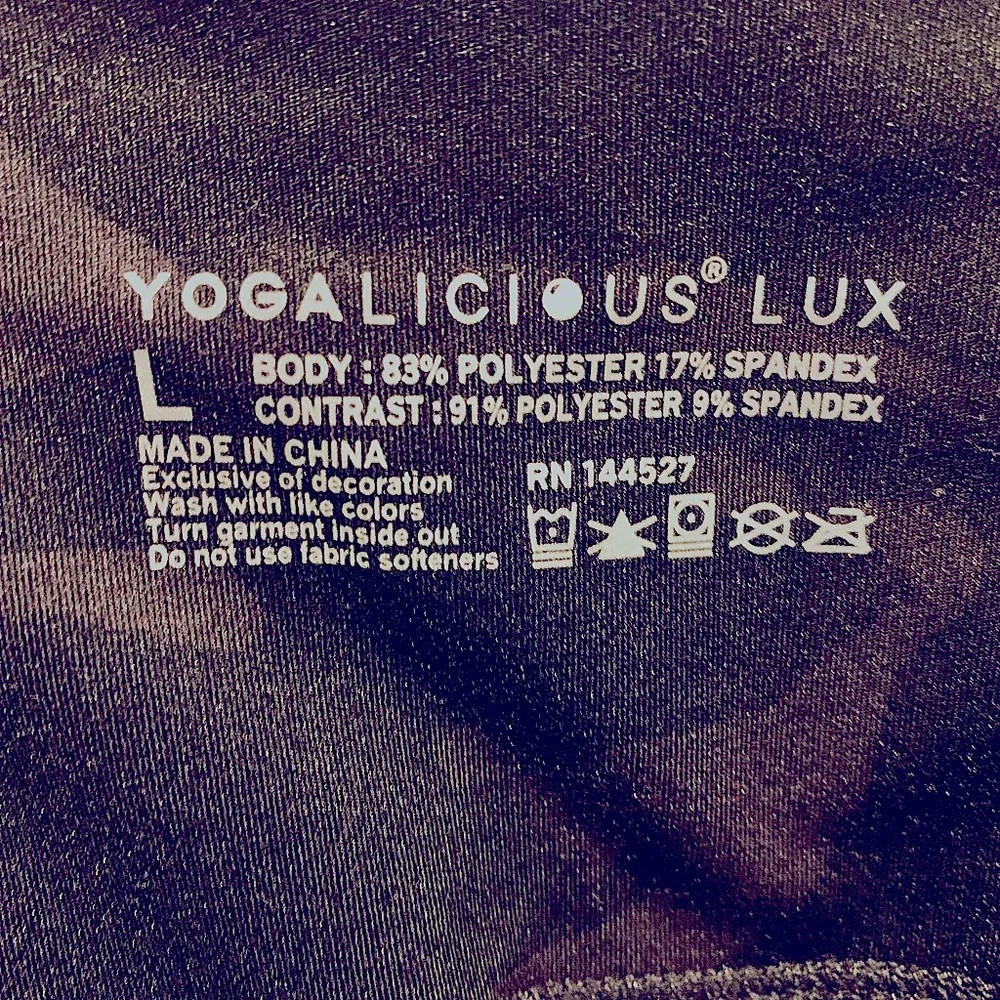 YOGALICIOUS® LUX
L
BODY : 83% POLYESTER 17% SPANDEX
CONTRAST : 91% POLYESTER 9% SPANDEX
MADE IN CHINA
Exclusive of decoration
Wash with like colors
Turn garment inside out
Do not use fabric softeners
RN 144527